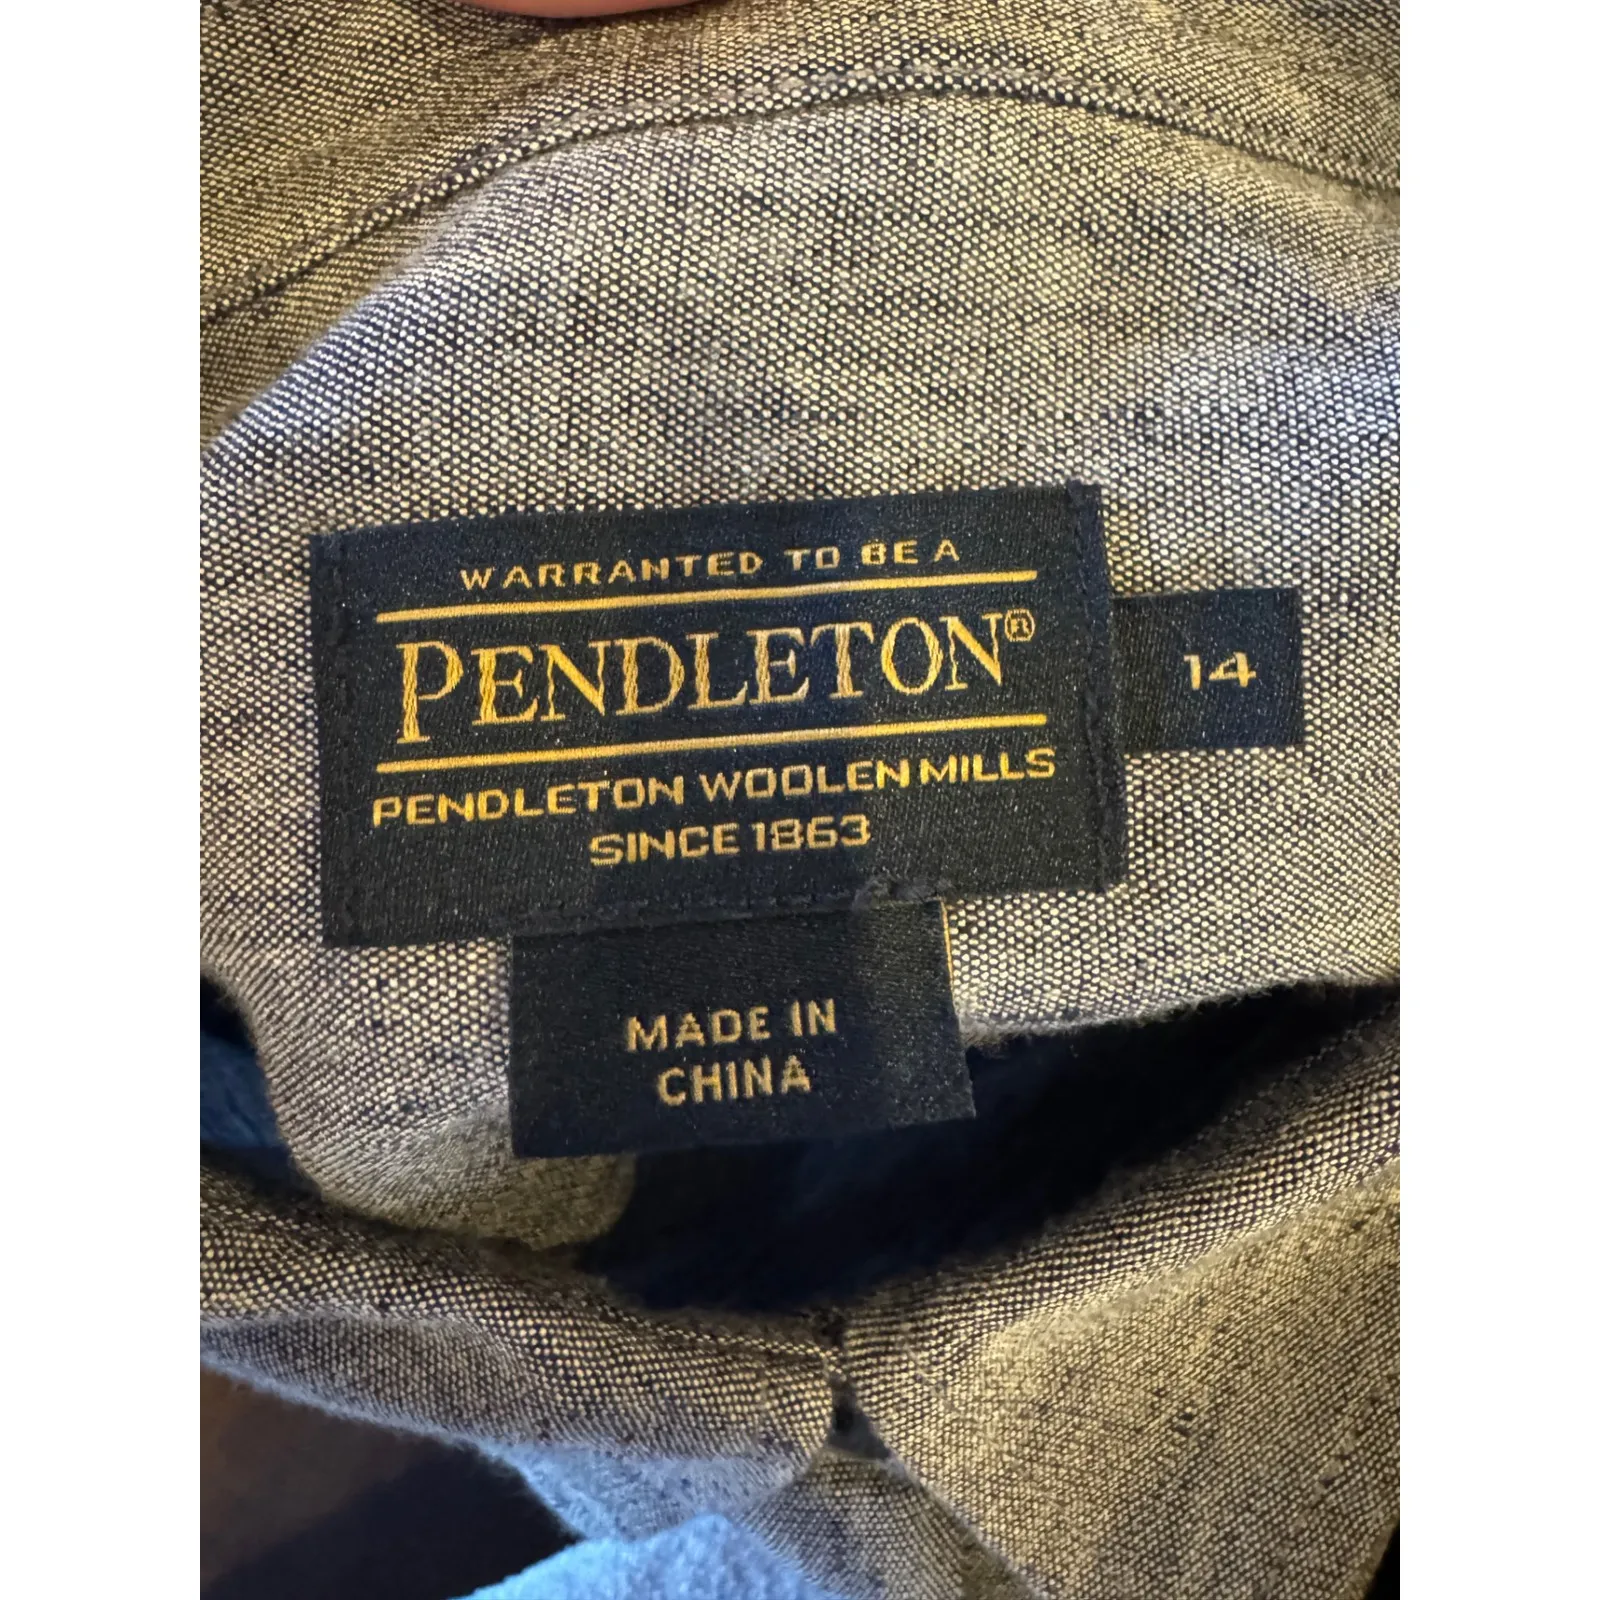 WARRANTED TO BE A
PENDLETON®
14
PENDLETON WOOLEN MILLS
SINCE 1863
MADE IN
CHINA